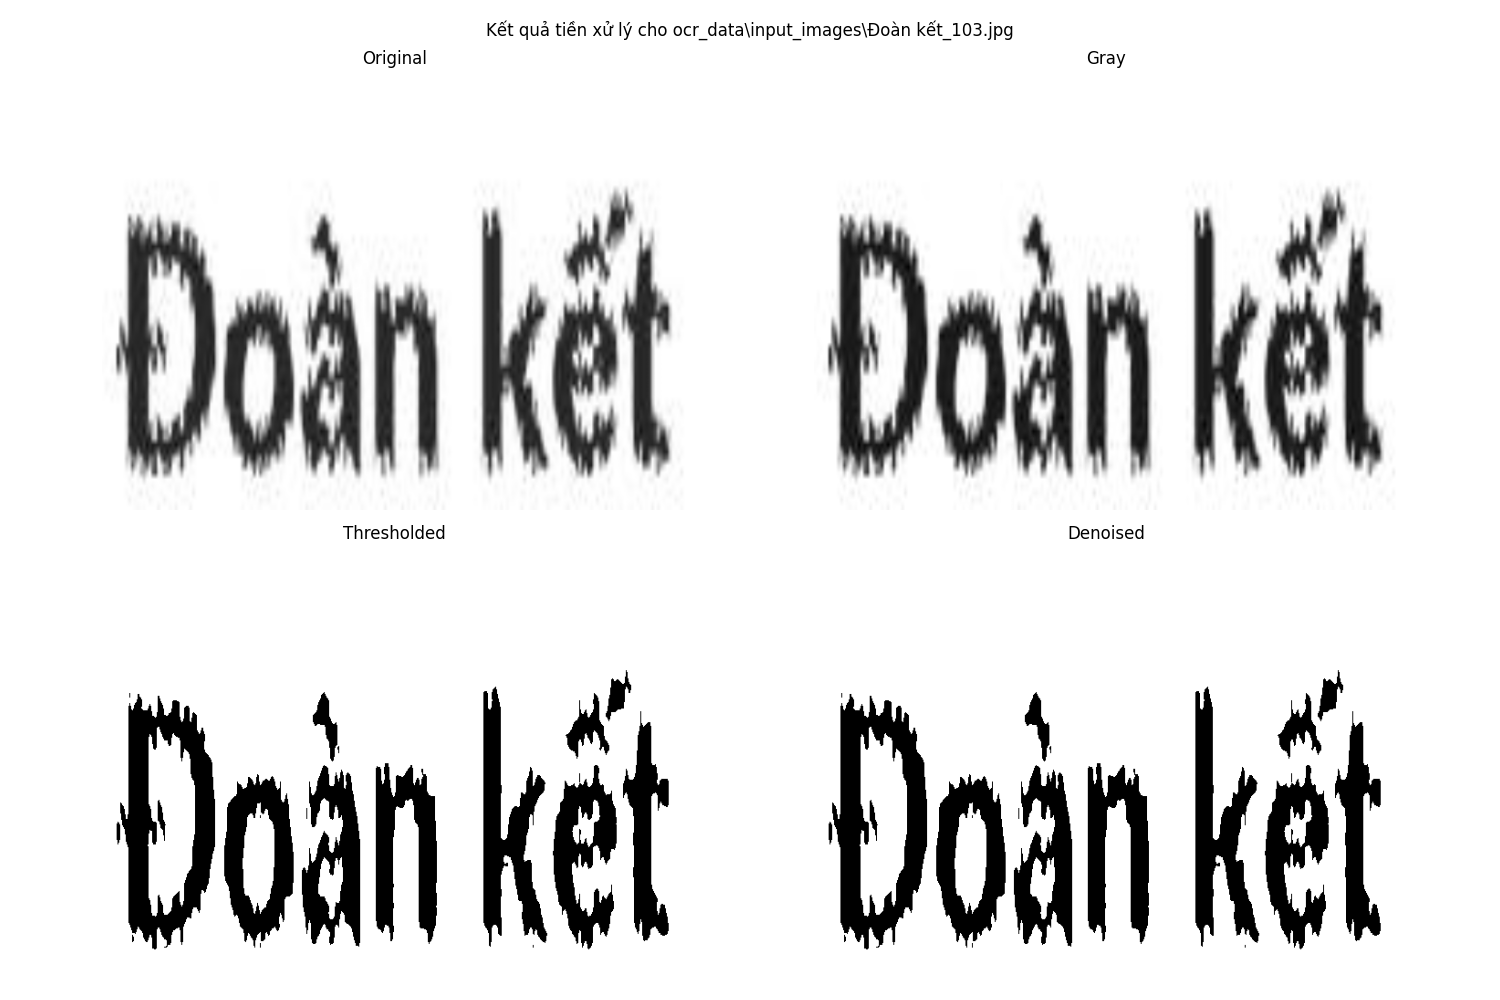 Kết quả tiền xử lý cho ocr_data\input_images\Đoàn kết_103.jpg
Original
Gray
Đoàn kết
Đoàn kết
Thresholded
Denoised
Đoàn kết
Đoàn kết